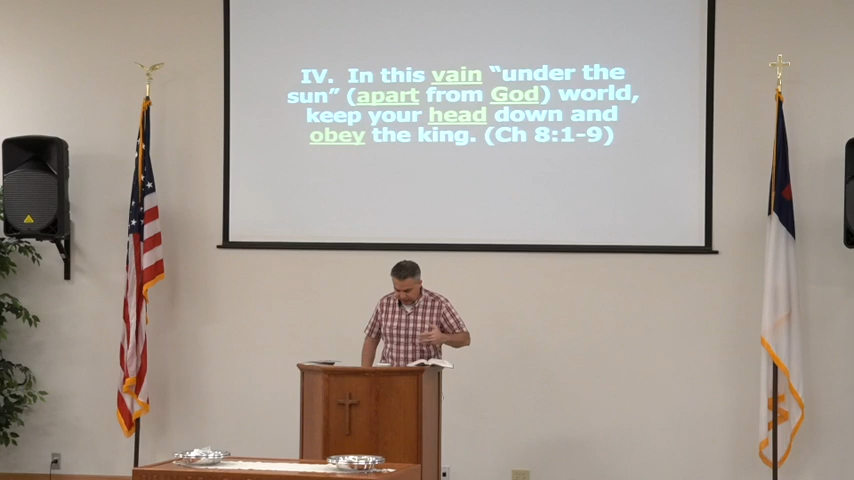 IV. In this vain “under the
sun” (apart from God) world,
keep your head down and
obey the king. (Ch 8:1-9)